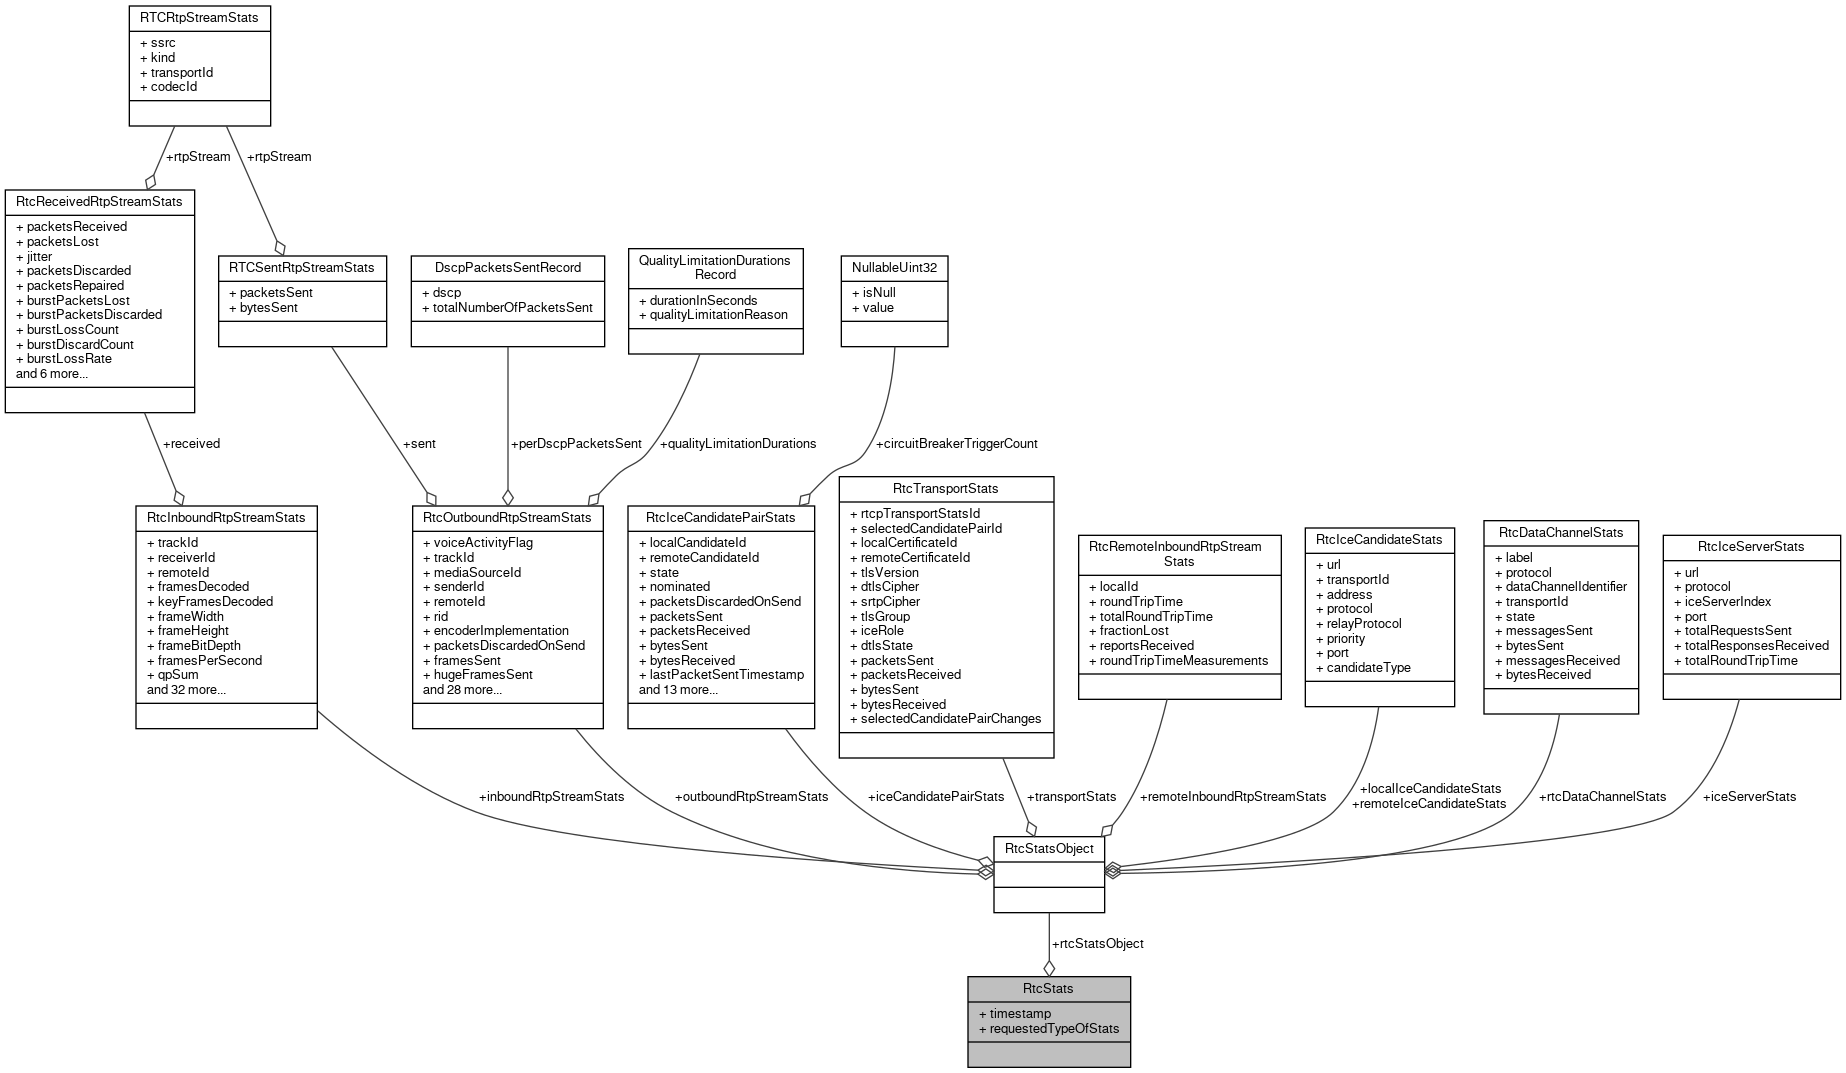 RTCRtpStreamStats
+ ssrc
+ kind
+ transportId
+ codecId
+rtpStream
+rtpStream
RtcReceivedRtpStreamStats
+ packetsReceived
+ packetsLost
+ jitter
+ packetsDiscarded
+ packetsRepaired
+ burstPacketsLost
+ burstPacketsDiscarded
+ burstLossCount
+ burstDiscardCount
+ burstLossRate
and 6 more...
RTCSentRtpStreamStats
+ packetsSent
+ bytesSent
DscpPacketsSentRecord
+ dscp
+ totalNumberOfPacketsSent
QualityLimitationDurations
Record
+ durationInSeconds
+ qualityLimitationReason
NullableUint32
+ isNull
+ value
+received
+sent
+perDscpPacketsSent
+qualityLimitationDurations
+circuitBreakerTriggerCount
RtcInboundRtpStreamStats
+ trackId
+ receiverId
+ remoteId
+ framesDecoded
+ keyFramesDecoded
+ frameWidth
+ frameHeight
+ frameBitDepth
+ framesPerSecond
+ qpSum
and 32 more...
RtcOutboundRtpStreamStats
+ voiceActivityFlag
+ trackId
+ mediaSourceId
+ senderId
+ remoteId
+ rid
+ encoderImplementation
+ packetsDiscardedOnSend
+ framesSent
+ hugeFramesSent
and 28 more...
RtcIceCandidatePairStats
+ localCandidateId
+ remoteCandidateId
+ state
+ nominated
+ packetsDiscardedOnSend
+ packetsSent
+ packetsReceived
+ bytesSent
+ bytesReceived
+ lastPacketSentTimestamp
and 13 more...
RtcTransportStats
+ rtcpTransportStatsId
+ selectedCandidatePairId
+ localCertificateId
+ remoteCertificateId
+ tlsVersion
+ dtlsCipher
+ srtpCipher
+ tlsGroup
+ iceRole
+ dtlsState
+ packetsSent
+ packetsReceived
+ bytesSent
+ bytesReceived
+ selectedCandidatePairChanges
RtcRemoteInboundRtpStream
Stats
+ localId
+ roundTripTime
+ totalRoundTripTime
+ fractionLost
+ reportsReceived
+ roundTripTimeMeasurements
RtcIceCandidateStats
+ url
+ transportId
+ address
+ protocol
+ relayProtocol
+ priority
+ port
+ candidateType
RtcDataChannelStats
+ label
+ protocol
+ dataChannelIdentifier
+ transportId
+ state
+ messagesSent
+ bytesSent
+ messagesReceived
+ bytesReceived
RtcIceServerStats
+ url
+ protocol
+ iceServerIndex
+ port
+ totalRequestsSent
+ totalResponsesReceived
+ totalRoundTripTime
+inboundRtpStreamStats
+outboundRtpStreamStats
+iceCandidatePairStats
+transportStats
+remoteInboundRtpStreamStats
+localIceCandidateStats
+remoteIceCandidateStats
+rtcDataChannelStats
+iceServerStats
RtcStatsObject
+rtcStatsObject
RtcStats
+ timestamp
+ requestedTypeOfStats